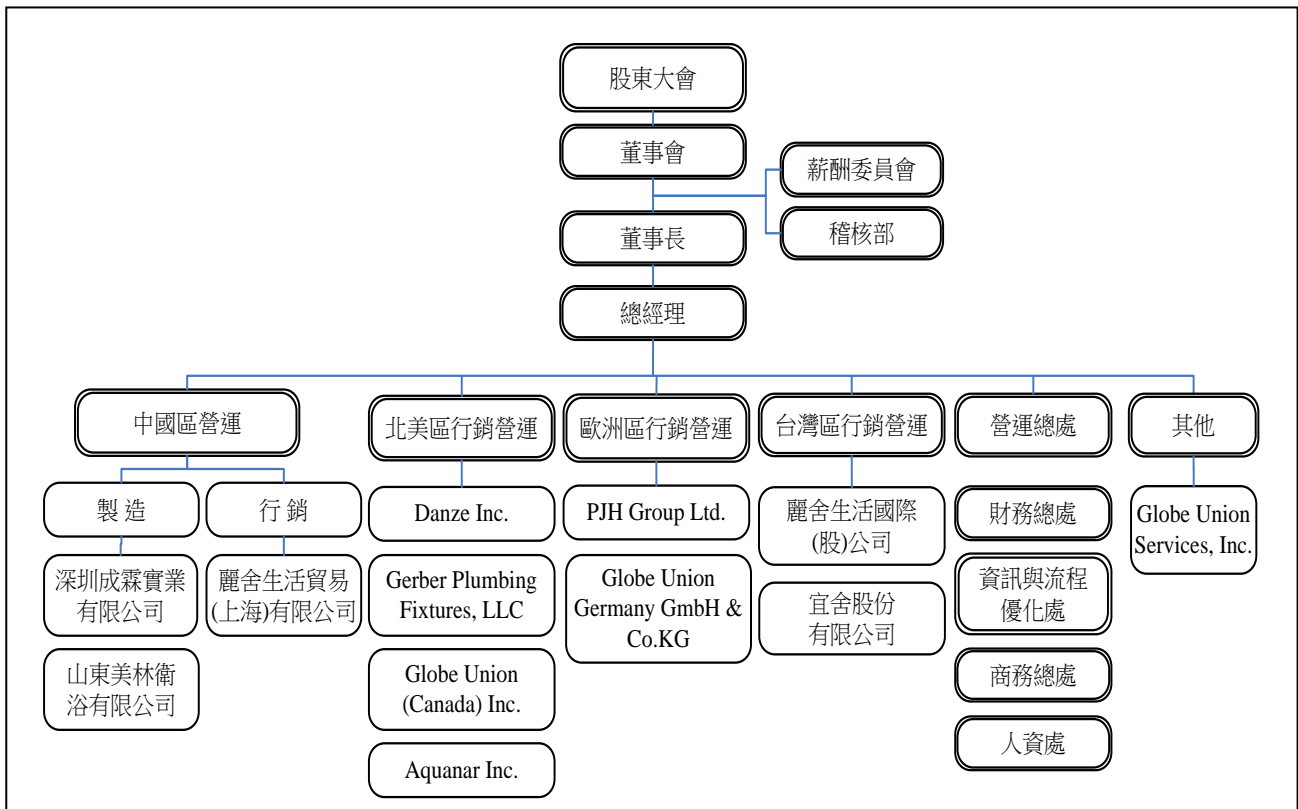 股東大會
董事會
薪酬委員會
稽核部
董事長
總經理
中國區營運
北美區行銷營運
歐洲區行銷營運
台灣區行銷營運
營運總處
其他
製 造
行 銷
深圳成霖實業
有限公司
山東美林衛
浴有限公司
麗舍生活貿易
(上海)有限公司
Danze Inc.
Gerber Plumbing
Fixtures, LLC
Globe Union
(Canada) Inc.
Aquanar Inc.
PJH Group Ltd.
Globe Union
Germany GmbH &
Co.KG
麗舍生活國際
(股)公司
宜舍股份
有限公司
財務總處
資訊與流程
優化處
商務總處
人資處
Globe Union
Services, Inc.